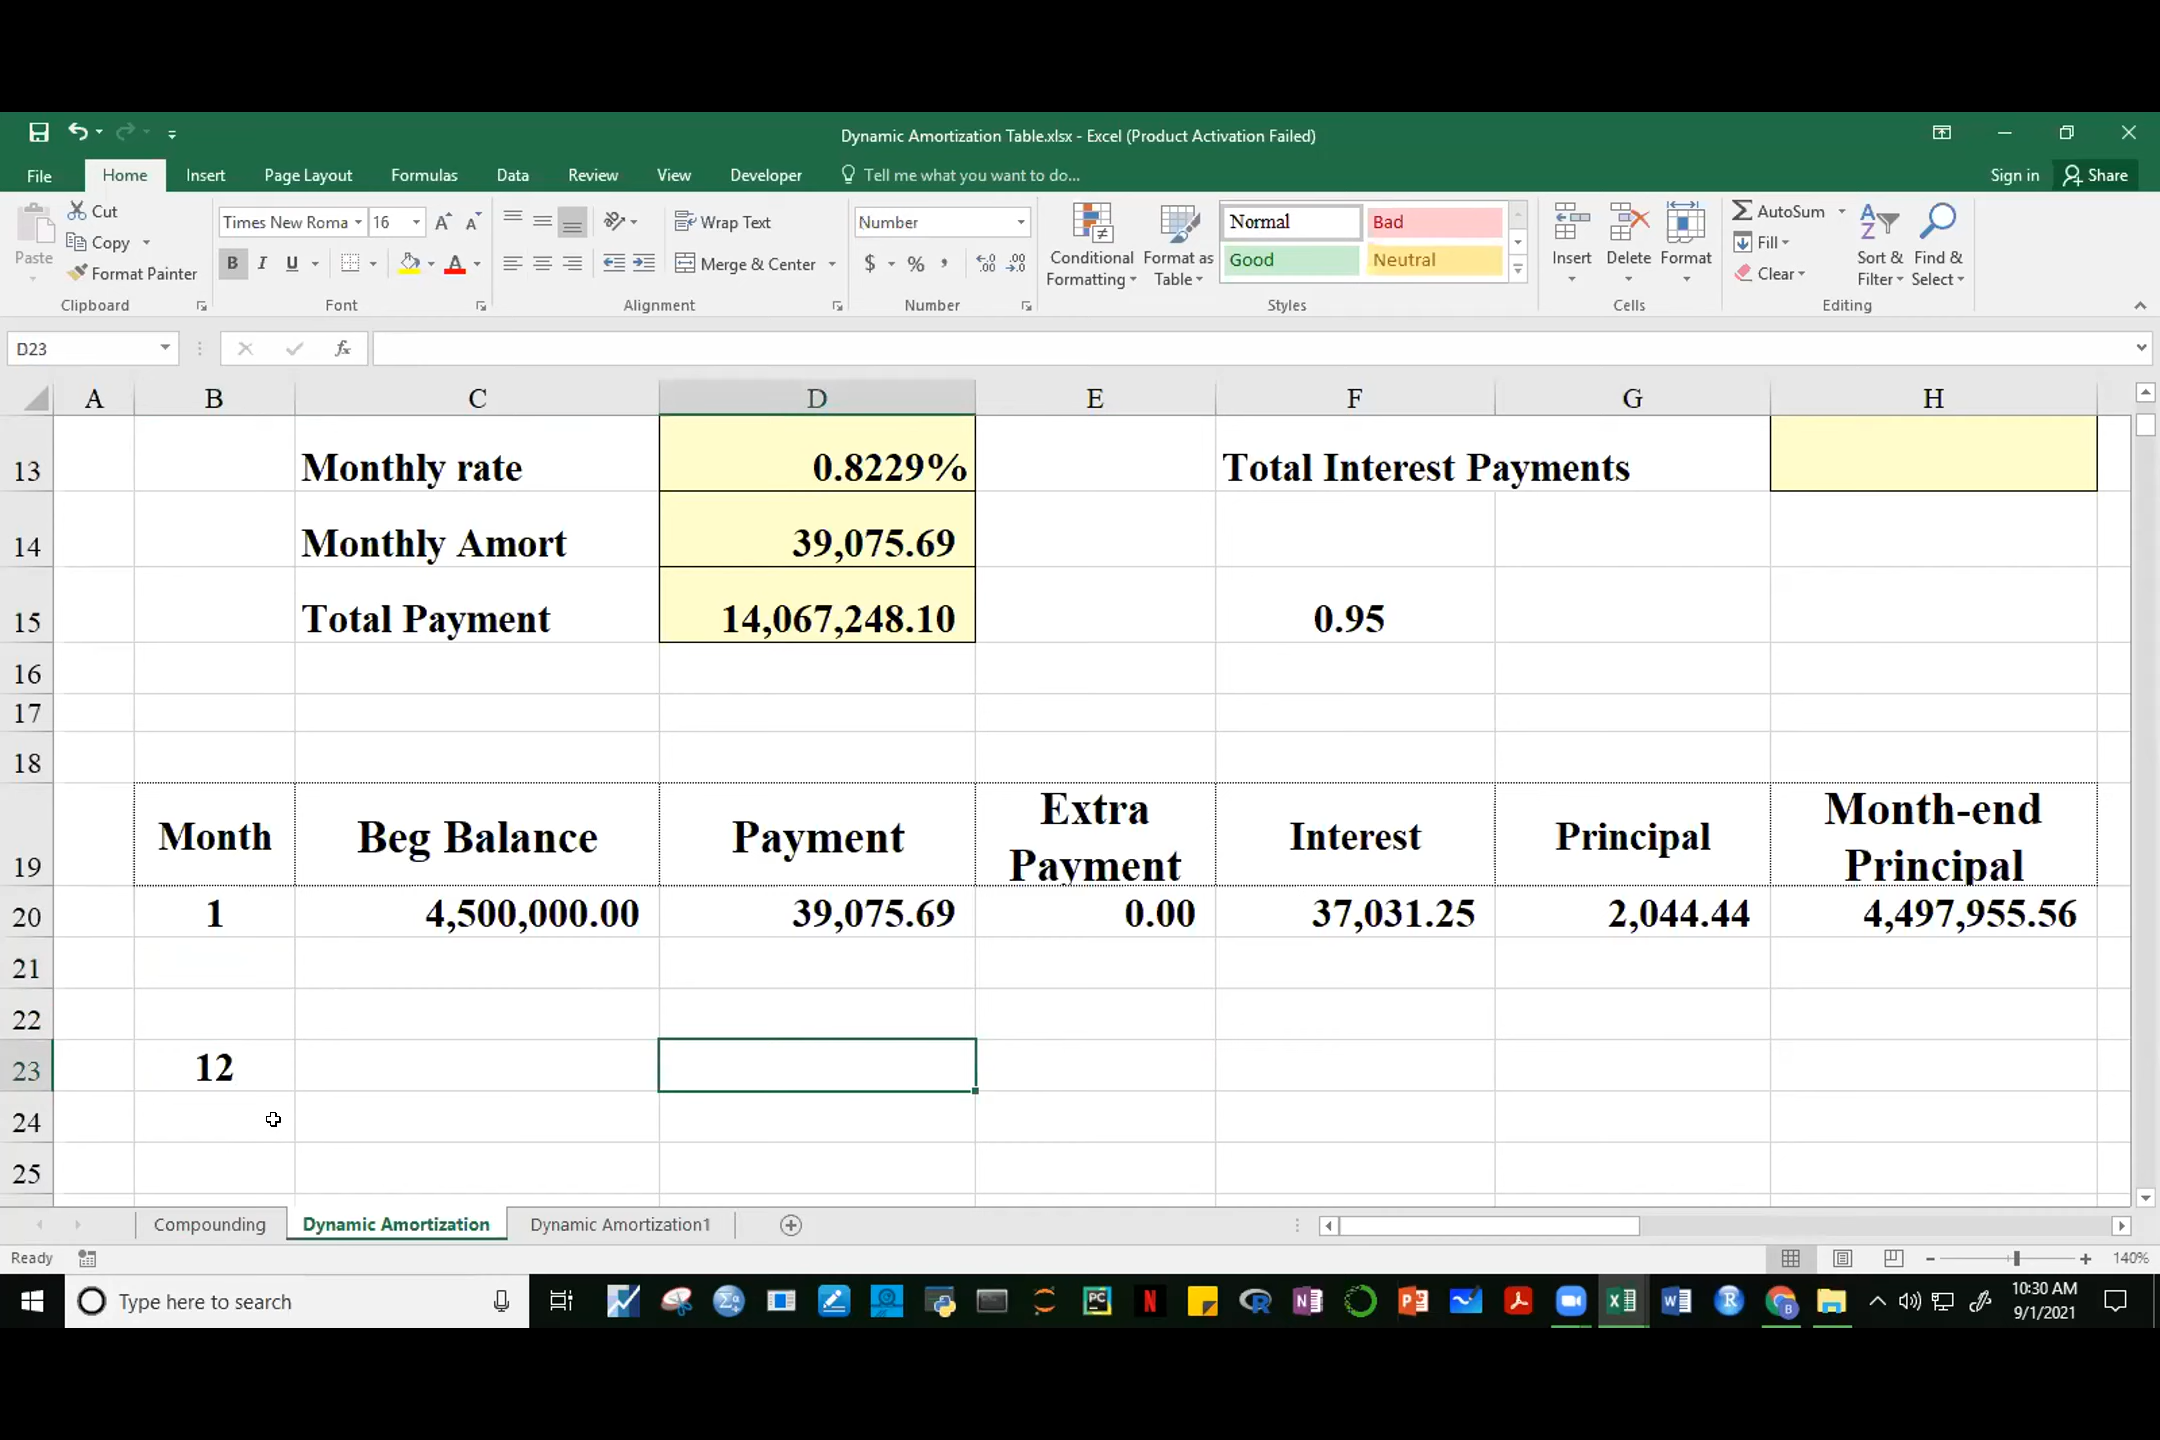 Dynamic Amortization Table.xlsx - Excel (Product Activation Failed)
File Home Insert Page Layout Formulas Data Review View Developer Tell me what you want to do... Sign in Share
Paste Cut Copy Format Painter Clipboard
Times New Roma 16 B I U A Font
Wrap Text Merge & Center Alignment
Number $ % , Number
Conditional Formatting Format as Table Normal Bad Good Neutral Styles
Insert Delete Format Cells
AutoSum Fill Clear Sort & Filter Find & Select Editing
D23 fx
A B C D E F G H
13 Monthly rate 0.8229% Total Interest Payments
14 Monthly Amort 39,075.69
15 Total Payment 14,067,248.10 0.95
16
17
18
19 Month Beg Balance Payment Extra Payment Interest Principal Month-end Principal
20 1 4,500,000.00 39,075.69 0.00 37,031.25 2,044.44 4,497,955.56
21
22
23 12
24
25
Compounding Dynamic Amortization Dynamic Amortization1
Ready 140%
Type here to search 10:30 AM
9/1/2021